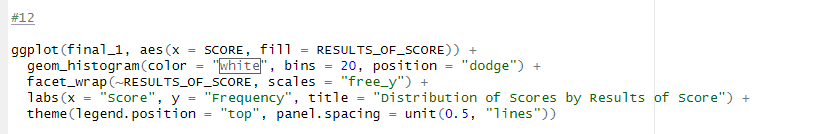 #12
ggplot(final_1, aes(x = SCORE, fill = RESULTS_OF_SCORE)) +
  geom_histogram(color = "white", bins = 20, position = "dodge") +
  facet_wrap(~RESULTS_OF_SCORE, scales = "free_y") +
  labs(x = "Score", y = "Frequency", title = "Distribution of Scores by Results of Score") +
  theme(legend.position = "top", panel.spacing = unit(0.5, "lines"))